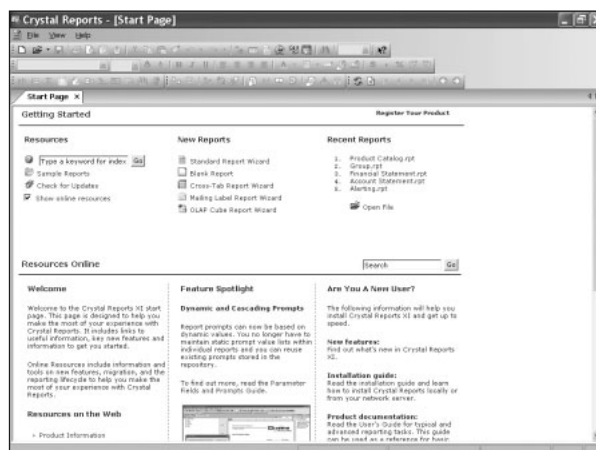 Crystal Reports - [Start Page]
File View Help
Start Page ×
Getting Started
Register Your Product
Resources
Type a keyword for index Go
Sample Reports
Check for Updates
Show online resources
New Reports
Standard Report Wizard
Blank Report
Cross-Tab Report Wizard
Mailing Label Report Wizard
OLAP Cube Report Wizard
Recent Reports
1. Product Catalog.rpt
2. Group.rpt
3. Financial Statement.rpt
4. Account Statement.rpt
5. Alerting.rpt
Open File
Resources Online
Search Go
Welcome
Welcome to the Crystal Reports XI start
page. This page is designed to help you
make the most of your experience with
Crystal Reports. It includes links to
useful information, key new features and
information to get you started.
Online Resources include information and
tools on new features, migration, and the
reporting lifecycle to help you make the
most of your experience with Crystal
Reports.
Resources on the Web
Product Information
Feature Spotlight
Dynamic and Cascading Prompts
Report prompts can now be based on
dynamic values. You no longer have to
maintain static prompt value lists within
individual reports and you can reuse
existing prompts stored in the
repository.
To find out more, read the Parameter
Fields and Prompts Guide.
Are You A New User?
The following information will help you
install Crystal Reports XI and get up to
speed.
New features:
Find out what's new in Crystal Reports
XI.
Installation guide:
Read the installation guide and learn
how to install Crystal Reports locally or
from your network server.
Product documentation:
Read the User's Guide for typical and
advanced reporting tasks. This guide
can be used as a reference for basic